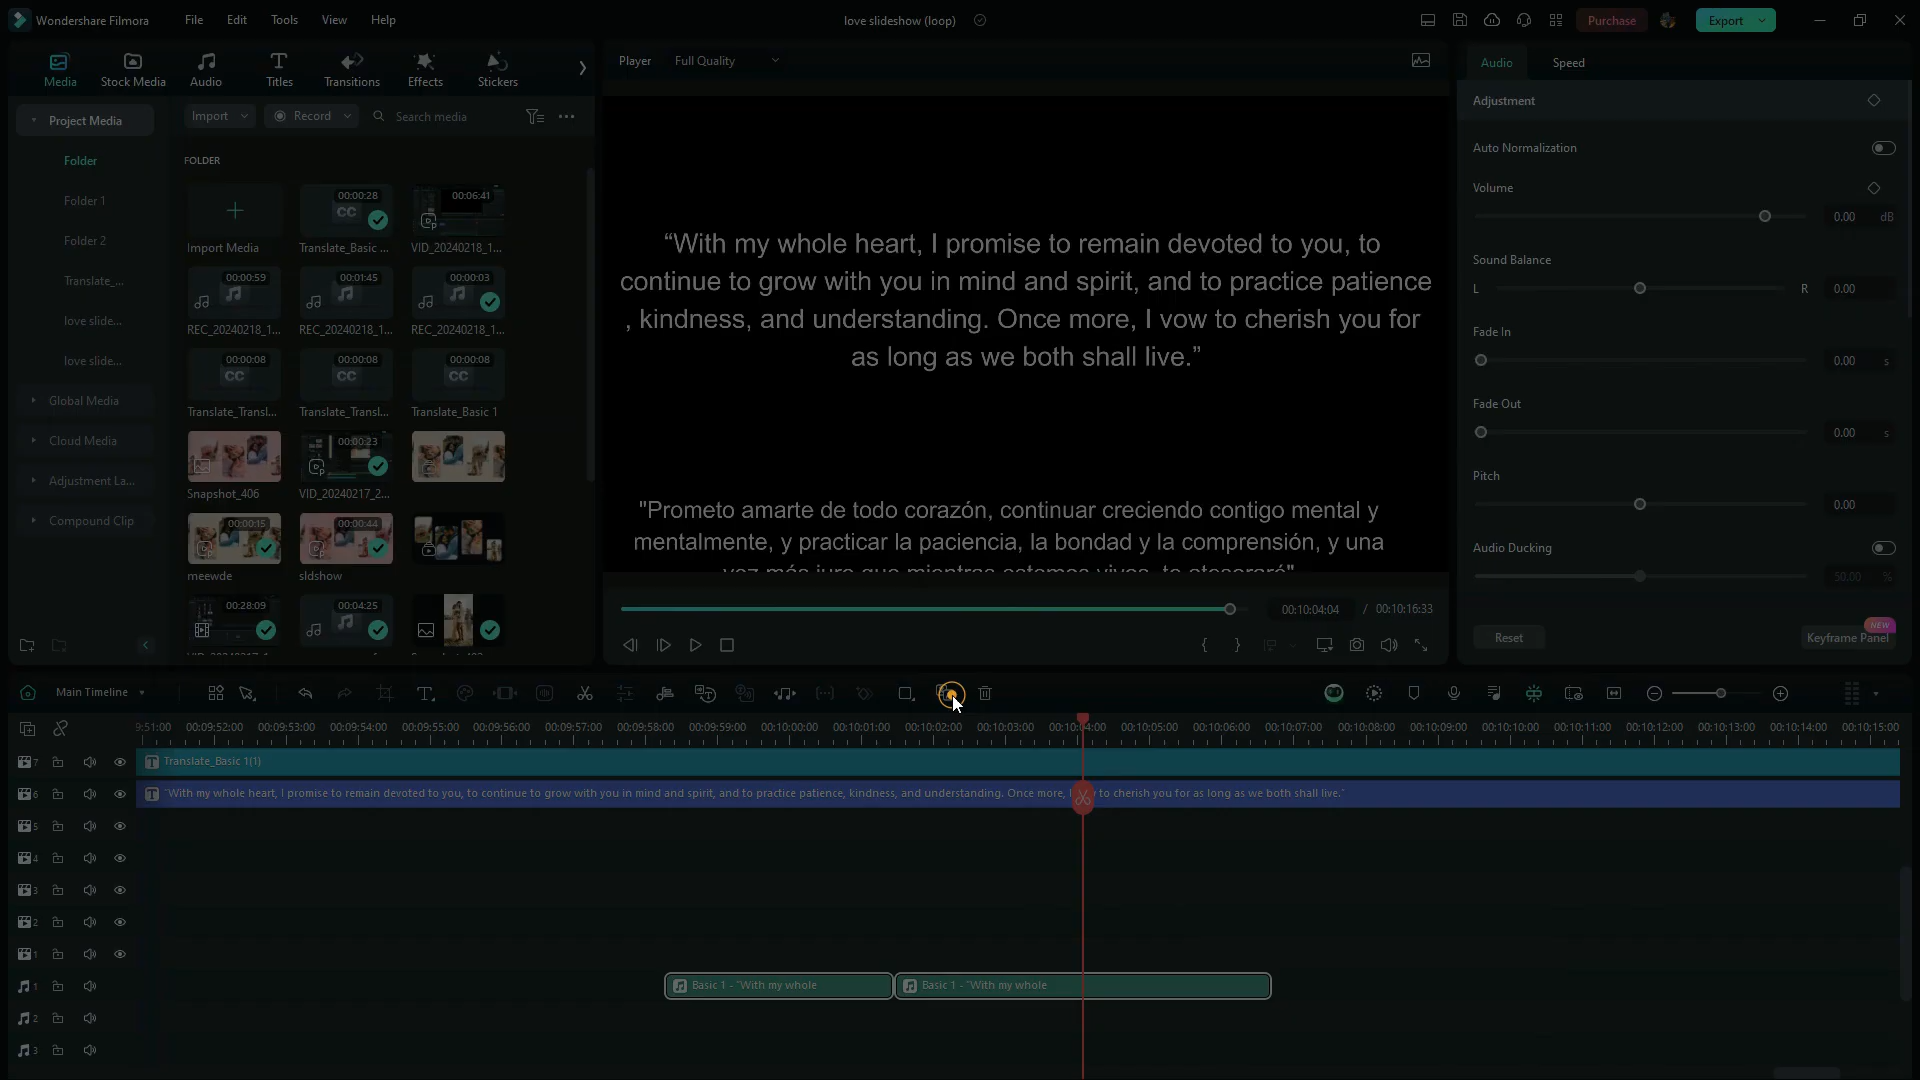 Wondershare Filmora
File
Edit
Tools
View
Help
love slideshow (loop)
Purchase
Export
Media
Stock Media
Audio
Titles
Transitions
Effects
Stickers
Player
Full Quality
Audio
Speed
Project Media
Import
Record
Search media
Folder
Folder 1
Folder 2
Translate_...
love slide...
love slide...
Global Media
Cloud Media
Adjustment La...
Compound Clip
FOLDER
Import Media
00:00:28
CC
Translate_Basic ...
00:06:41
VID_20240218_1...
00:00:59
REC_20240218_1...
00:01:45
REC_20240218_1...
00:00:03
REC_20240218_1...
00:00:08
CC
Translate_Transl...
00:00:08
CC
Translate_Transl...
00:00:08
CC
Translate_Basic 1
Snapshot_406
00:00:23
VID_20240217_2...
00:00:15
meewde
00:00:44
sldshow
00:28:09
00:04:25
“With my whole heart, I promise to remain devoted to you, to
continue to grow with you in mind and spirit, and to practice patience
, kindness, and understanding. Once more, I vow to cherish you for
as long as we both shall live.”
"Prometo amarte de todo corazón, continuar creciendo contigo mental y
mentalmente, y practicar la paciencia, la bondad y la comprensión, y una
vez más juro que mientras estemos vivos, te atesoraré"
00:10:04:04 / 00:10:16:33
Adjustment
Auto Normalization
Volume
0.00 dB
Sound Balance
L R 0.00
Fade In
0.00 s
Fade Out
0.00 s
Pitch
0.00
Audio Ducking
50.00 %
Reset
NEW
Keyframe Panel
Main Timeline
9:51:00 00:09:52:00 00:09:53:00 00:09:54:00 00:09:55:00 00:09:56:00 00:09:57:00 00:09:58:00 00:09:59:00 00:10:00:00 00:10:01:00 00:10:02:00 00:10:03:00 00:10:04:00 00:10:05:00 00:10:06:00 00:10:07:00 00:10:08:00 00:10:09:00 00:10:10:00 00:10:11:00 00:10:12:00 00:10:13:00 00:10:14:00 00:10:15:00
7 T Translate_Basic 1(1)
6 T "With my whole heart, I promise to remain devoted to you, to continue to grow with you in mind and spirit, and to practice patience, kindness, and understanding. Once more, I to cherish you for as long as we both shall live."
5
4
3
2
1
1 Basic 1 - "With my whole Basic 1 - "With my whole
2
3